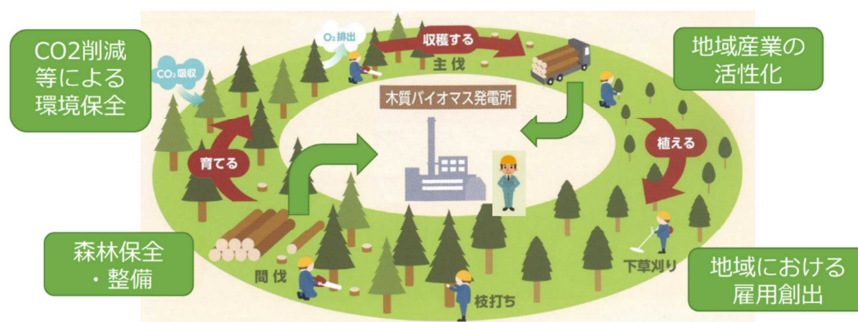 CO2削減
等による
環境保全
CO₂吸収
O₂排出
収穫する
主伐
地域産業の
活性化
木質バイオマス発電所
育てる
植える
森林保全
・整備
間伐
枝打ち
下草刈り
地域における
雇用創出